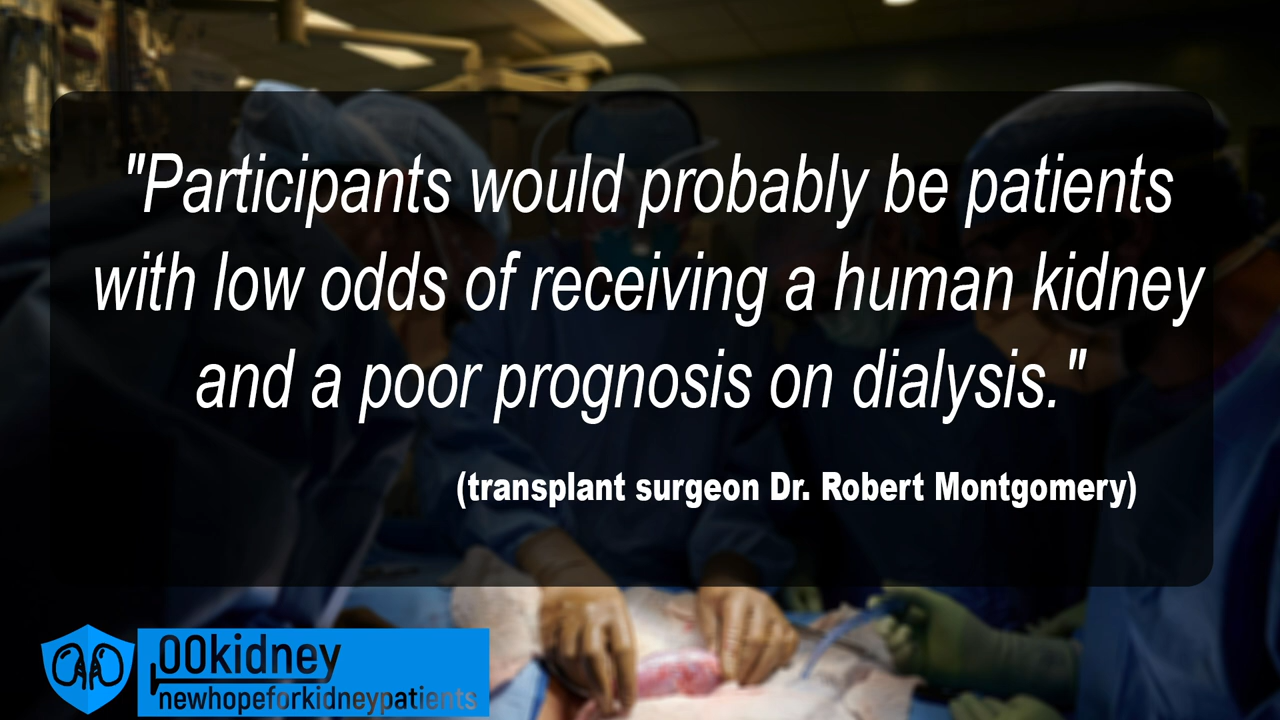 "Participants would probably be patients
with low odds of receiving a human kidney
and a poor prognosis on dialysis."
(transplant surgeon Dr. Robert Montgomery)
00kidney
newhopeforkidneypatients